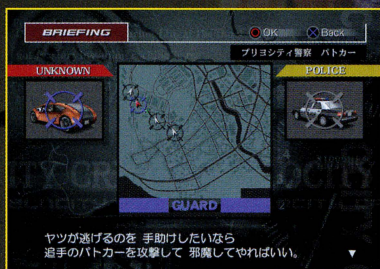 BRIEFING
OK
Back
プリヨシティ警察 パトカー
UNKNOWN
POLICE
GUARD
ヤツが逃げるのを 手助けしたいなら
追手のパトカーを攻撃して 邪魔してやればいい。